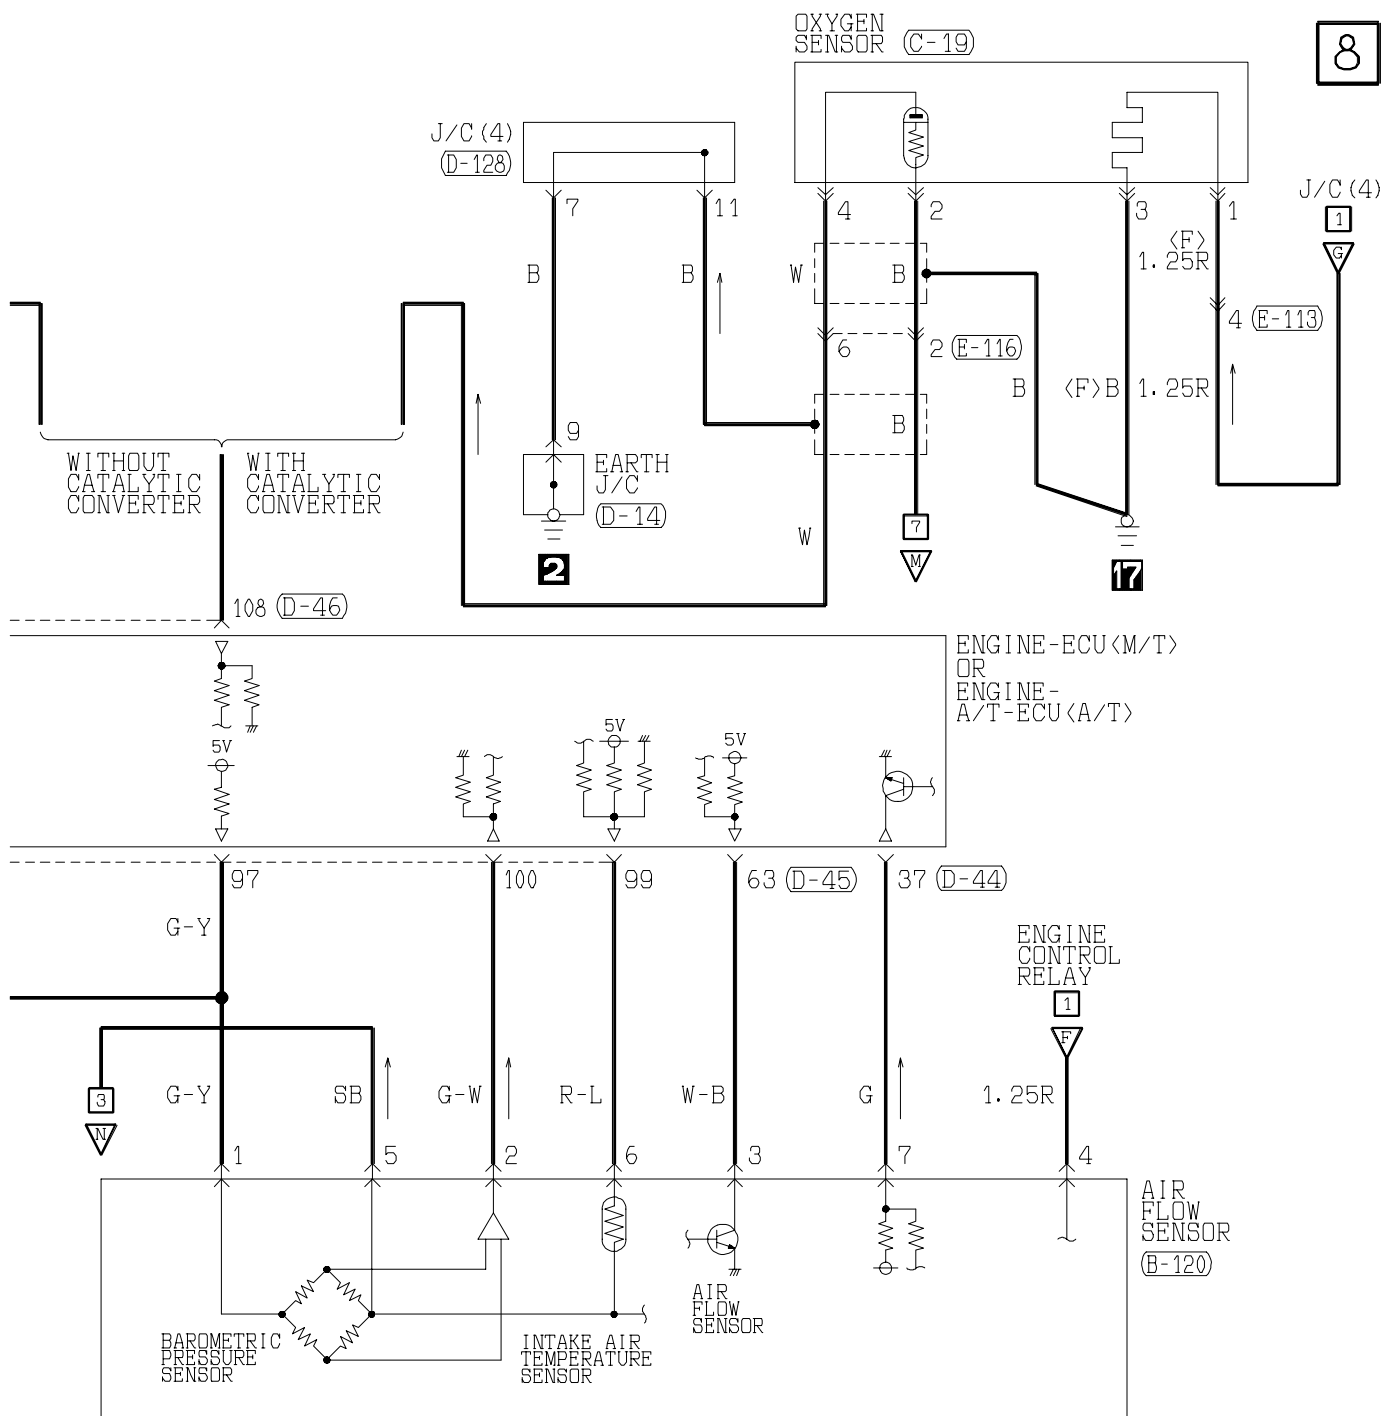 OXYGEN
SENSOR (C-19)
8
J/C(4)
(D-128)
J/C(4)
1
G
7
11
4
2
3
1
<F>
1.25R
B
B
W
B
4 (E-113)
6
2 (E-116)
B
<F>B
1.25R
B
9
WITHOUT
CATALYTIC
CONVERTER
WITH
CATALYTIC
CONVERTER
EARTH
J/C
(D-14)
2
W
7
M
17
108 (D-46)
ENGINE-ECU<M/T>
OR
ENGINE-
A/T-ECU<A/T>
5V
5V
5V
97
100
99
63 (D-45)
37 (D-44)
G-Y
ENGINE
CONTROL
RELAY
1
F
3
N
G-Y
SB
G-W
R-L
W-B
G
1.25R
1
5
2
6
3
7
4
AIR
FLOW
SENSOR
(B-120)
BAROMETRIC
PRESSURE
SENSOR
INTAKE AIR
TEMPERATURE
SENSOR
AIR
FLOW
SENSOR